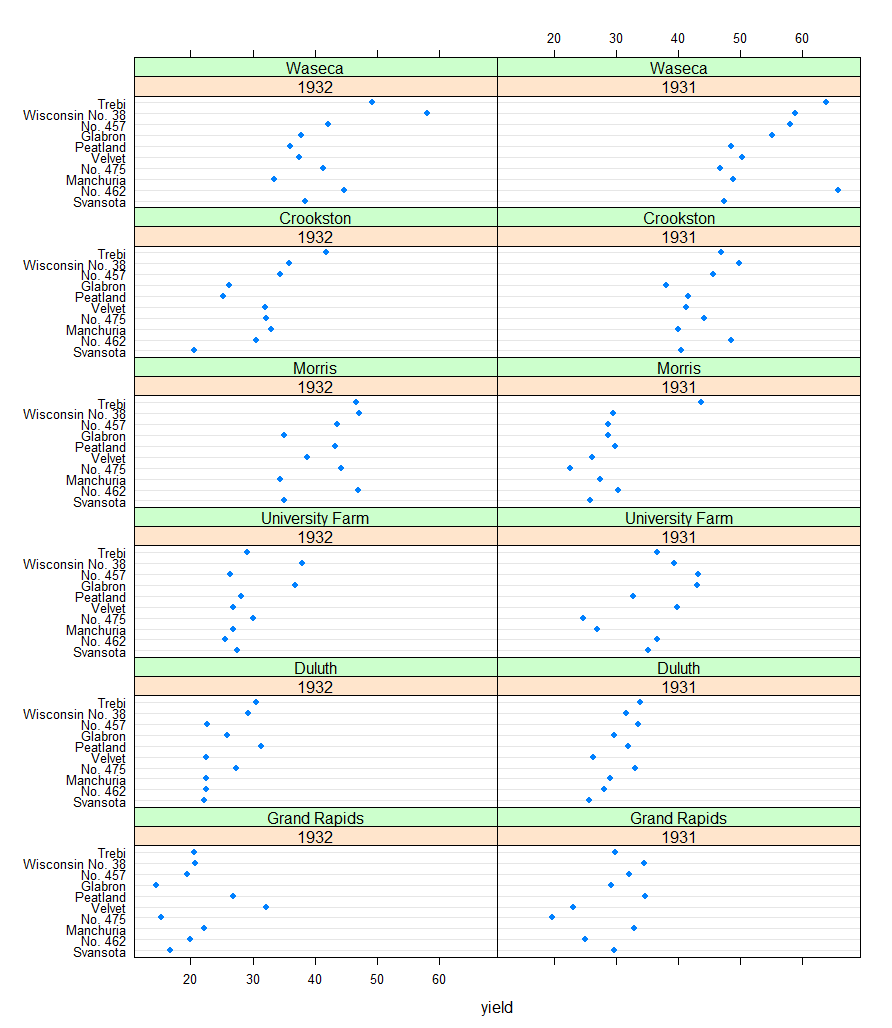 20 30 40 50 60
Waseca Waseca
1932 1931
Trebi
Wisconsin No. 38
No. 457
Glabron
Peatland
Velvet
No. 475
Manchuria
No. 462
Svansota
Crookston Crookston
1932 1931
Trebi
Wisconsin No. 38
No. 457
Glabron
Peatland
Velvet
No. 475
Manchuria
No. 462
Svansota
Morris Morris
1932 1931
Trebi
Wisconsin No. 38
No. 457
Glabron
Peatland
Velvet
No. 475
Manchuria
No. 462
Svansota
University Farm University Farm
1932 1931
Trebi
Wisconsin No. 38
No. 457
Glabron
Peatland
Velvet
No. 475
Manchuria
No. 462
Svansota
Duluth Duluth
1932 1931
Trebi
Wisconsin No. 38
No. 457
Glabron
Peatland
Velvet
No. 475
Manchuria
No. 462
Svansota
Grand Rapids Grand Rapids
1932 1931
Trebi
Wisconsin No. 38
No. 457
Glabron
Peatland
Velvet
No. 475
Manchuria
No. 462
Svansota
20 30 40 50 60
yield